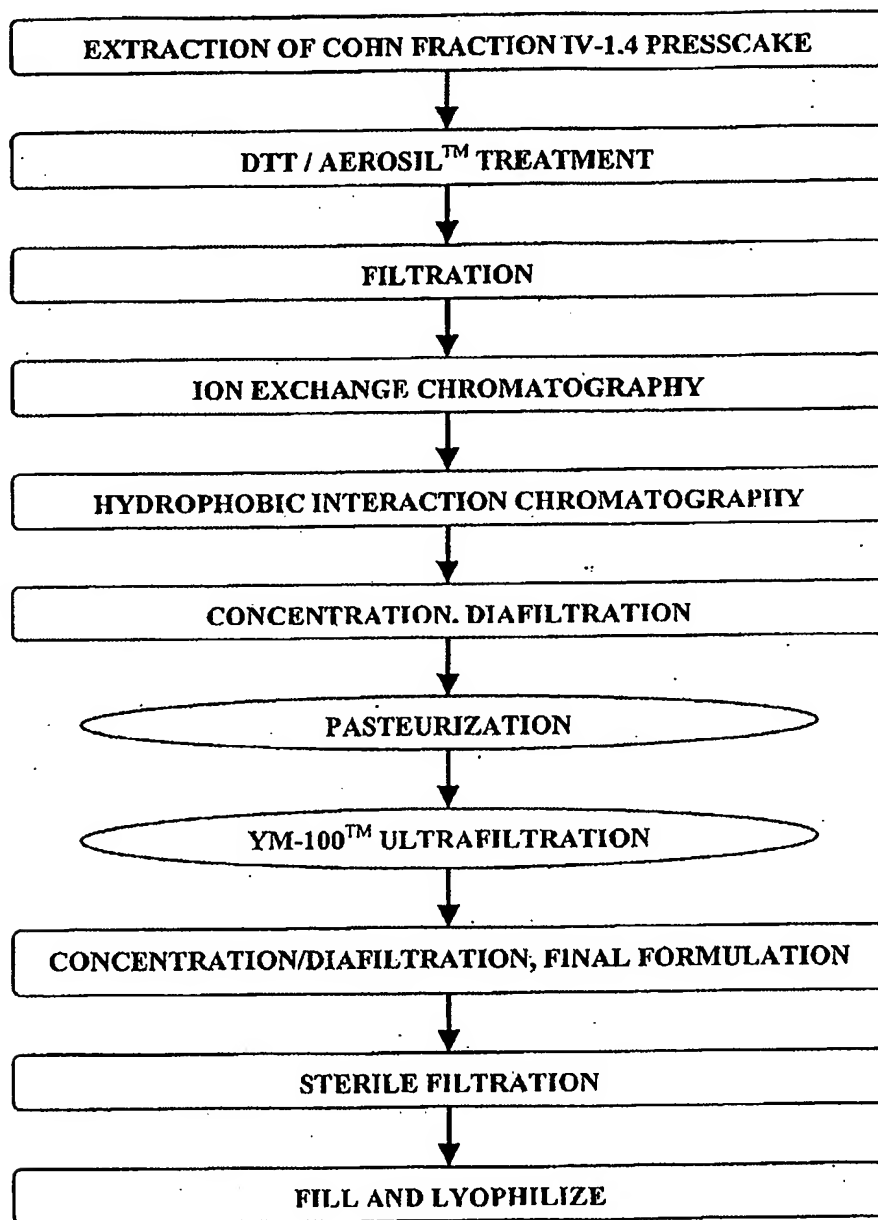 EXTRACTION OF COHN FRACTION IV-1.4 PRESSCAKE
DTT / AEROSIL™ TREATMENT
FILTRATION
ION EXCHANGE CHROMATOGRAPHY
HYDROPHOBIC INTERACTION CHROMATOGRAPHY
CONCENTRATION. DIAFILTRATION
PASTEURIZATION
YM-100™ ULTRAFILTRATION
CONCENTRATION/DIAFILTRATION, FINAL FORMULATION
STERILE FILTRATION
FILL AND LYOPHILIZE